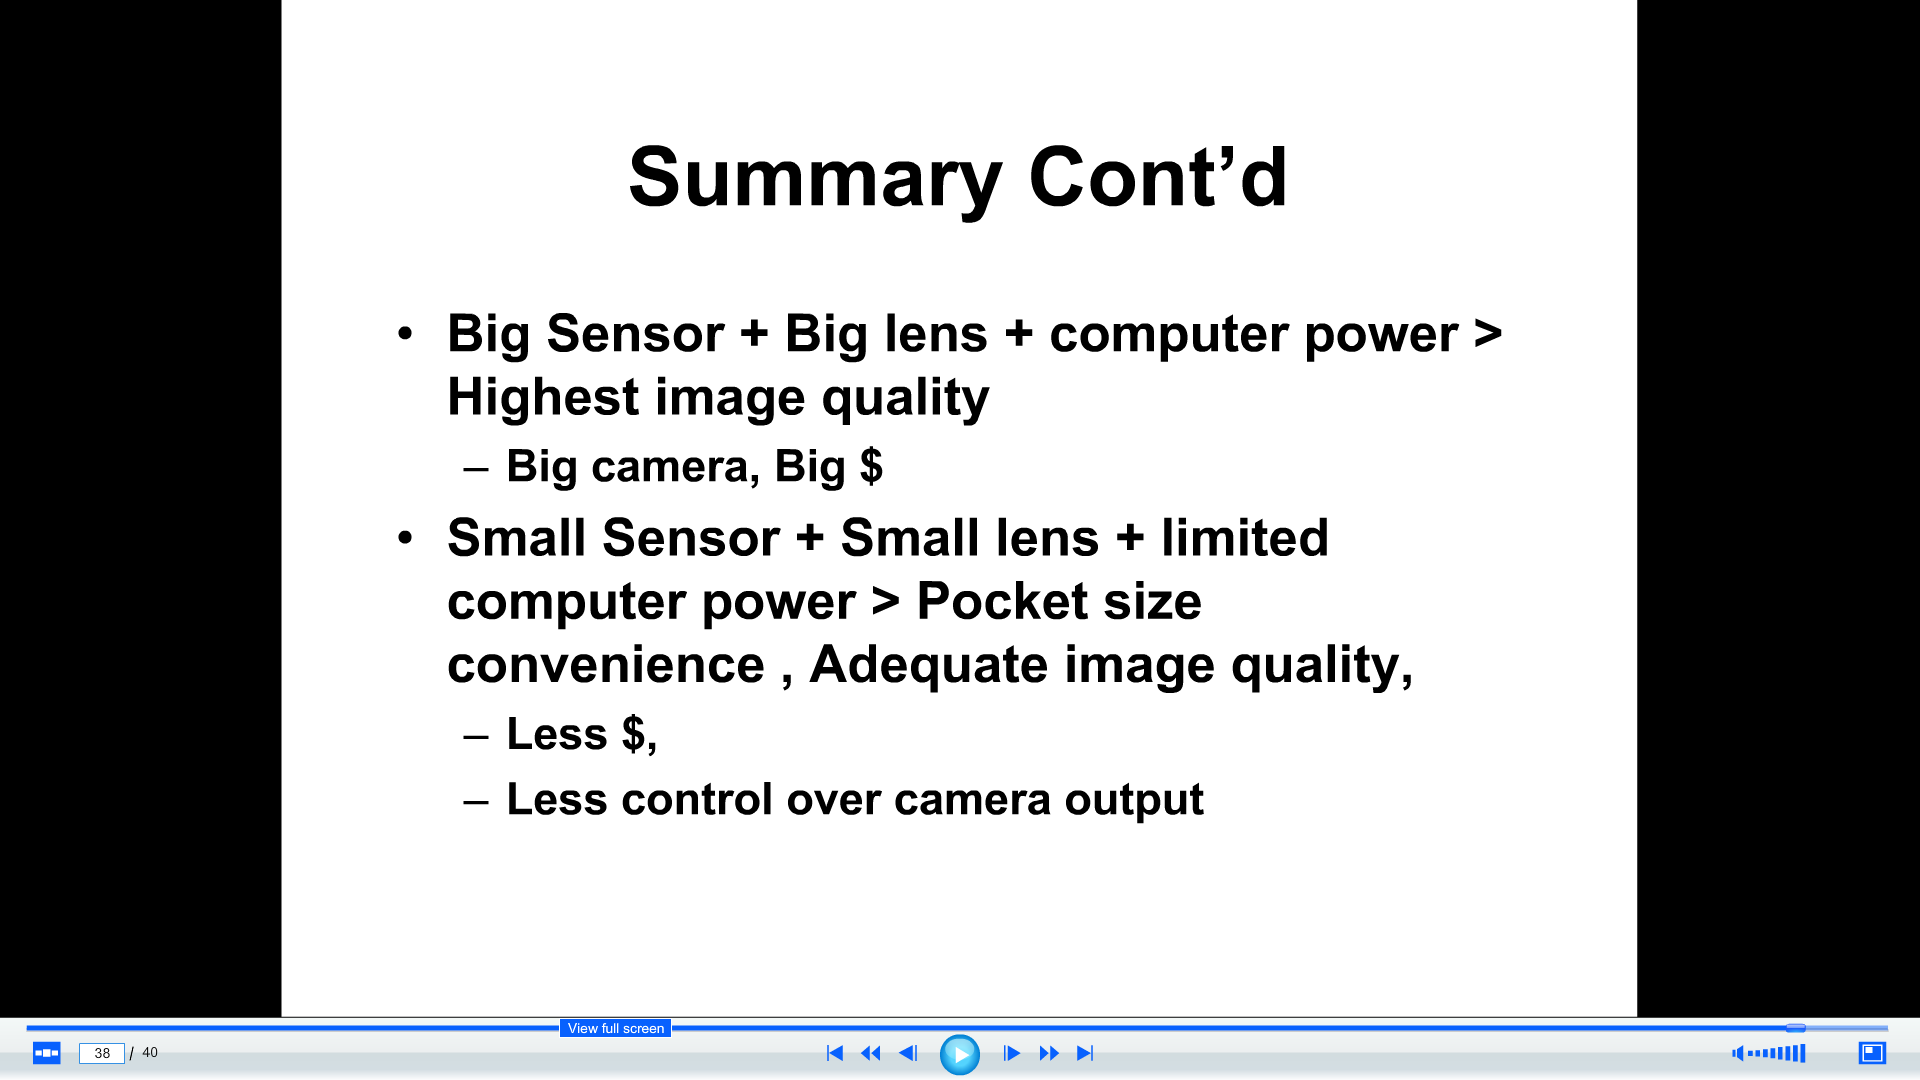 Summary Cont’d
• Big Sensor + Big lens + computer power >
Highest image quality
– Big camera, Big $
• Small Sensor + Small lens + limited
computer power > Pocket size
convenience , Adequate image quality,
– Less $,
– Less control over camera output
View full screen
38 / 40